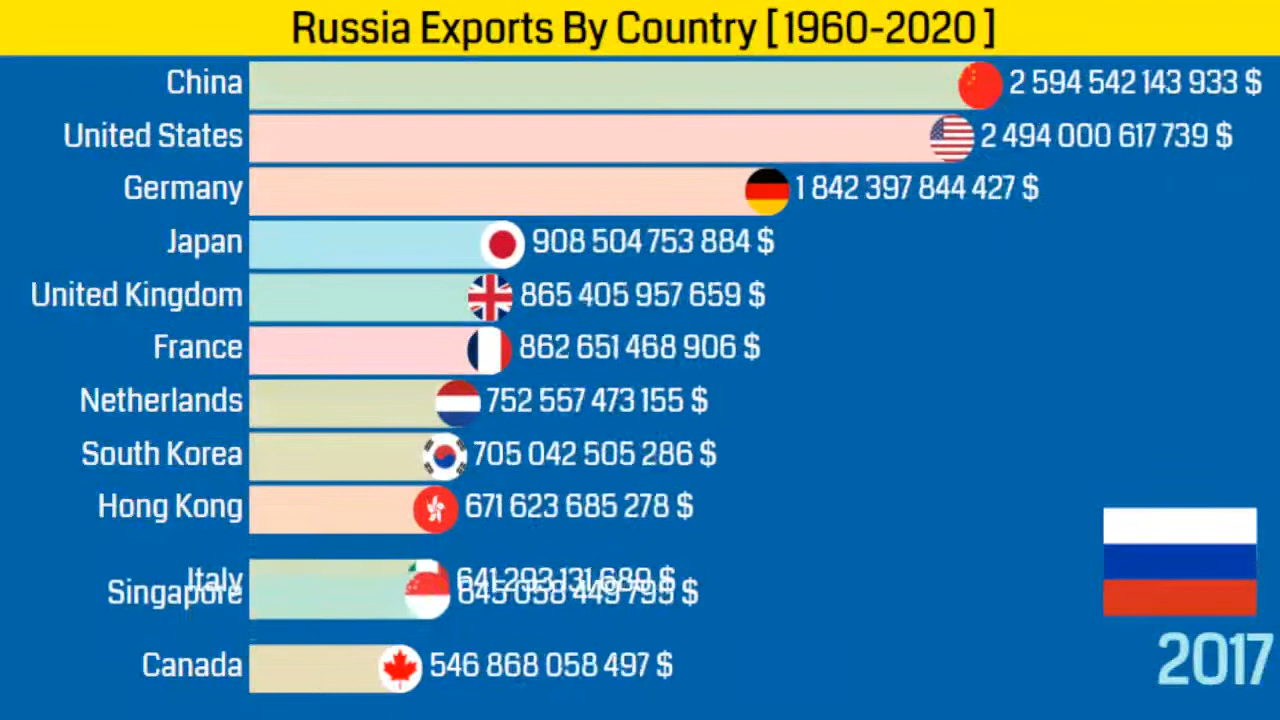 Russia Exports By Country [ 1960-2020 ]
China 2 594 542 143 933 $
United States 2 494 000 617 739 $
Germany 1 842 397 844 427 $
Japan 908 504 753 884 $
United Kingdom 865 405 957 659 $
France 862 651 468 906 $
Netherlands 752 557 473 155 $
South Korea 705 042 505 286 $
Hong Kong 671 623 685 278 $
Italy
Singapore
Canada 546 868 058 497 $
2017